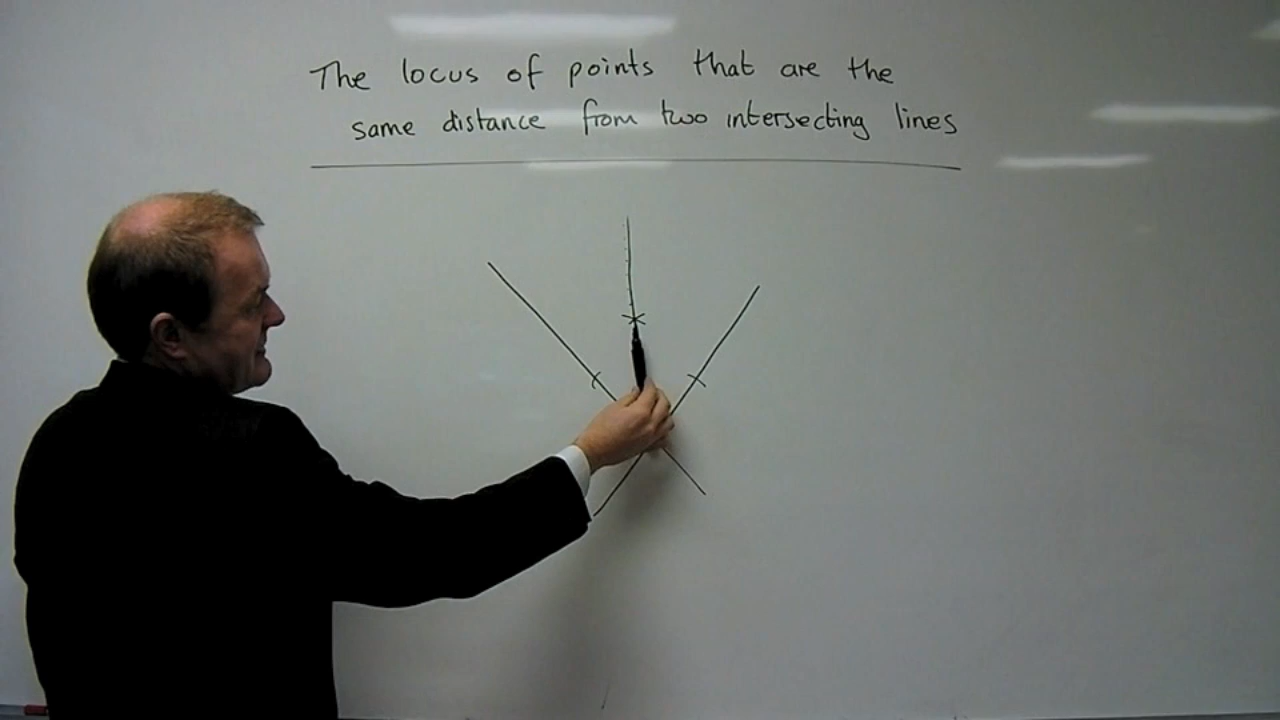 The locus of points that are the
same distance from two intersecting lines